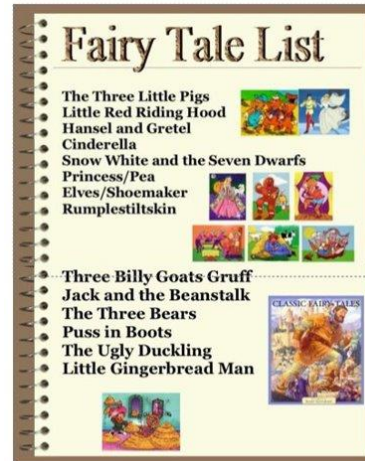 Fairy Tale List
The Three Little Pigs
Little Red Riding Hood
Hansel and Gretel
Cinderella
Snow White and the Seven Dwarfs
Princess/Pea
Elves/Shoemaker
Rumplestiltskin
Three Billy Goats Gruff
Jack and the Beanstalk
The Three Bears
Puss in Boots
The Ugly Duckling
Little Gingerbread Man
CLASSIC FAIRY TALES